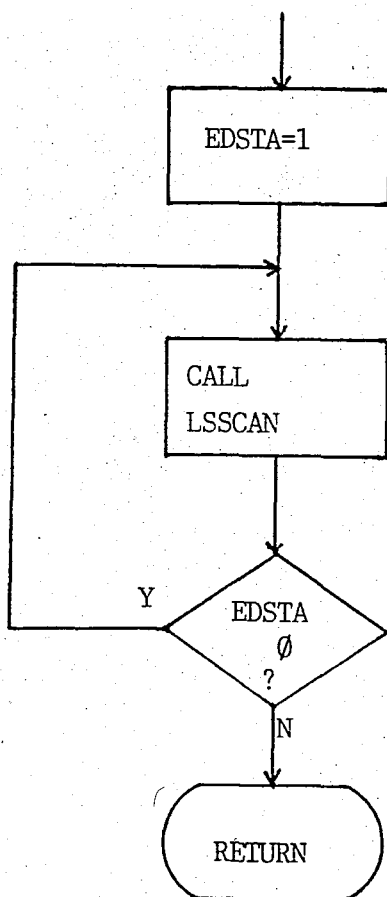 EDSTA=1
CALL
LSSCAN
Y
EDSTA
Ø
?
N
RETURN